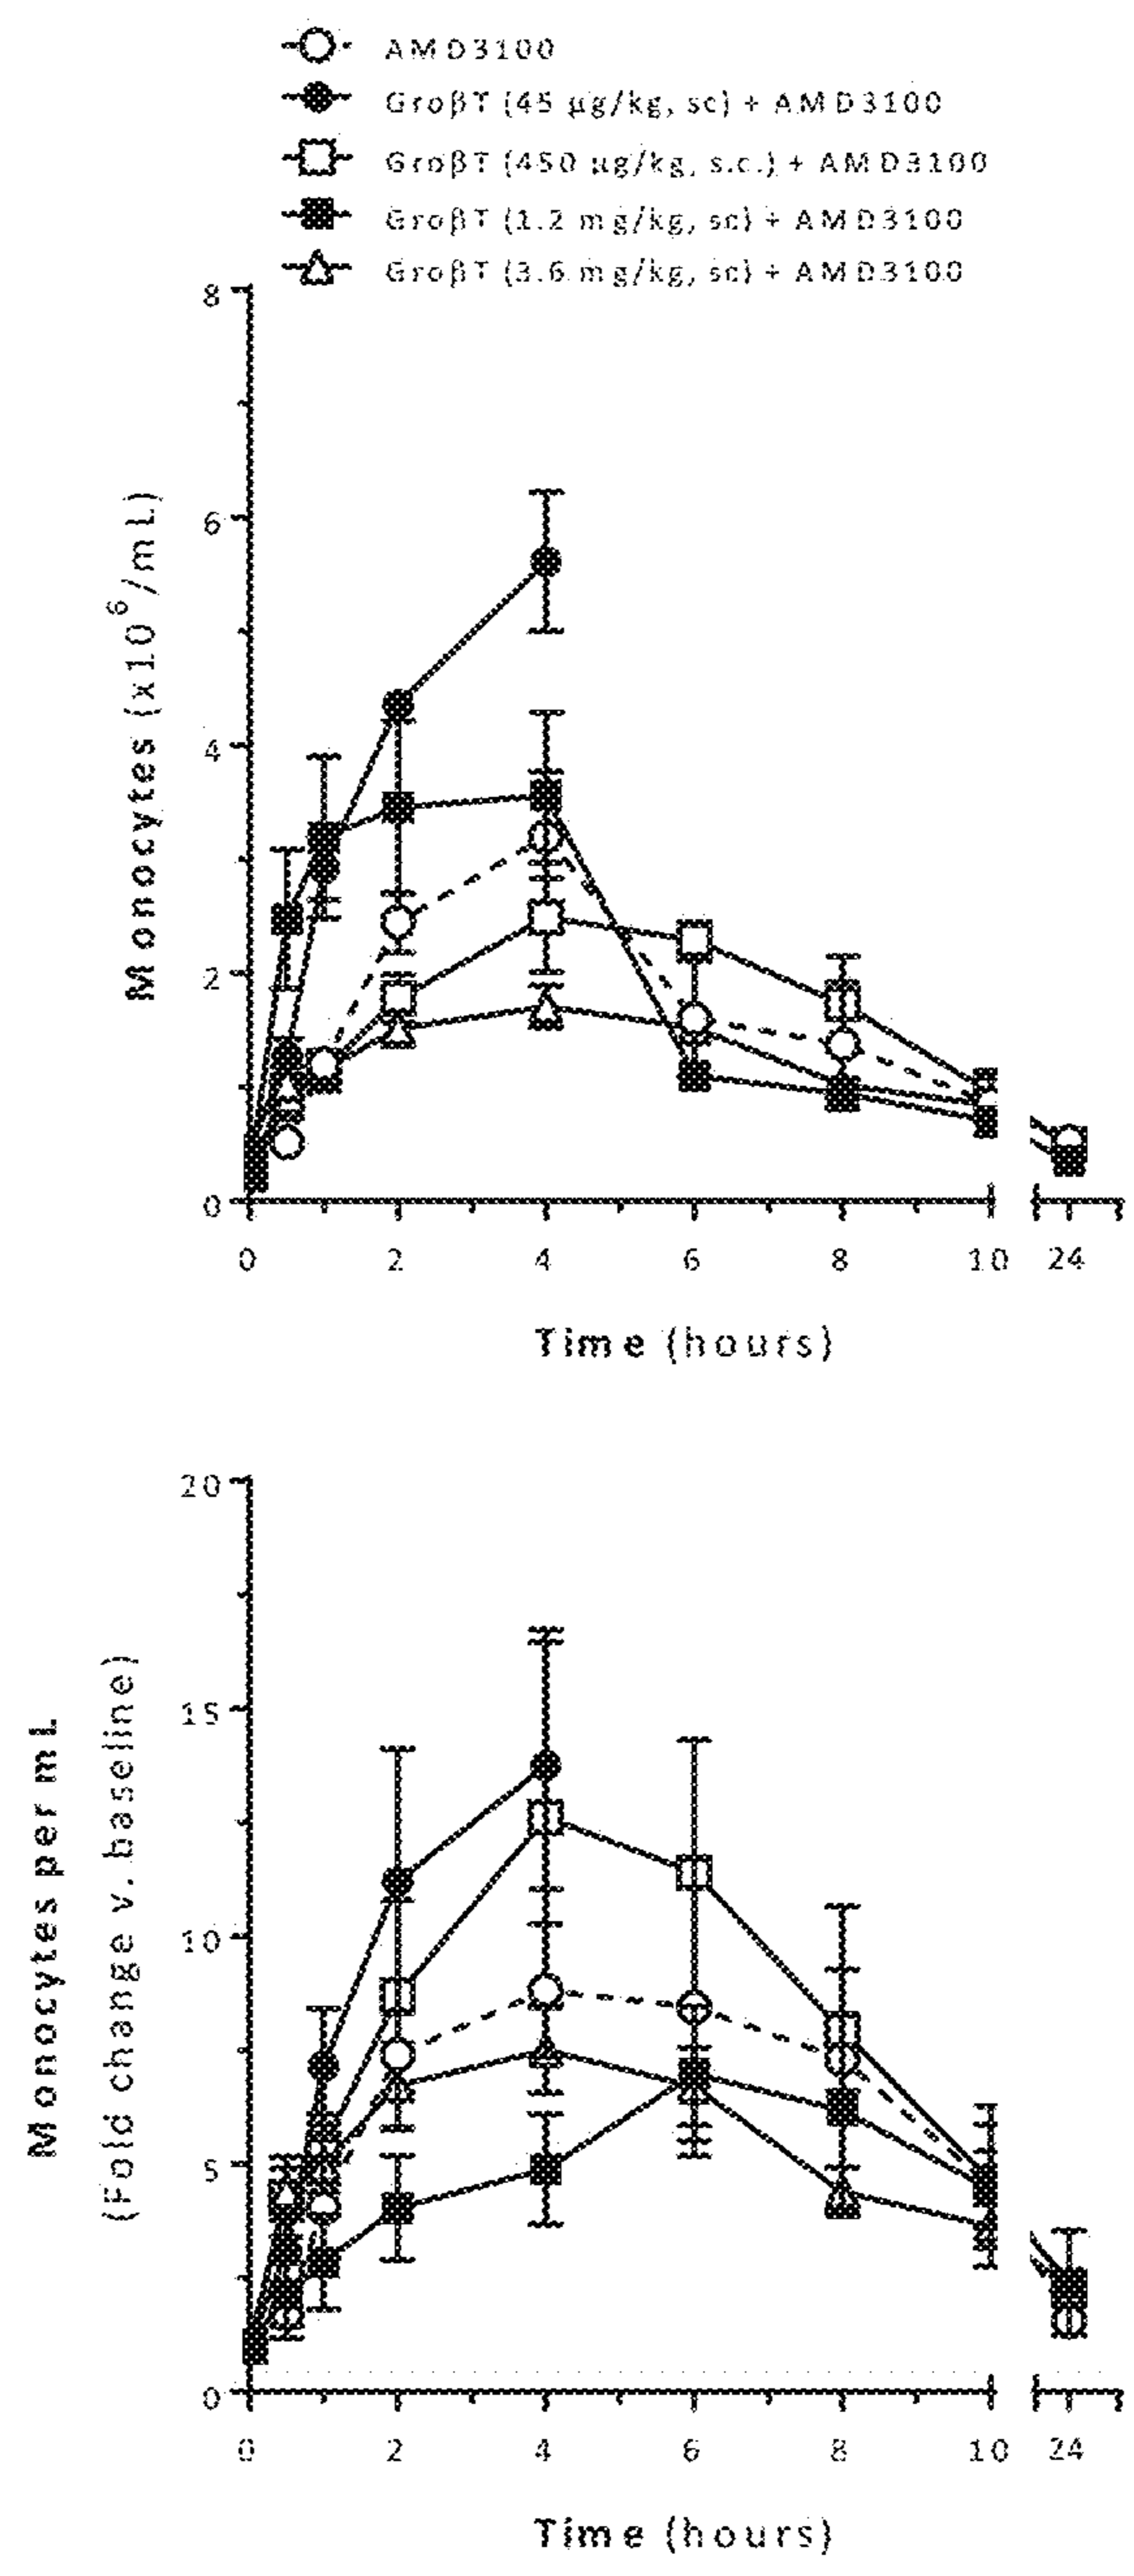 AMD3100
GroβT (45 µg/kg, sc) + AMD3100
GroβT (450 µg/kg, s.c.) + AMD3100
GroβT (1.2 mg/kg, sc) + AMD3100
GroβT (3.6 mg/kg, sc) + AMD3100
8
6
4
2
0
Monocytes (x10⁶/mL)
0 2 4 6 8 10 24
Time (hours)
20
15
10
5
0
Monocytes per mL
(Fold change v. baseline)
0 2 4 6 8 10 24
Time (hours)